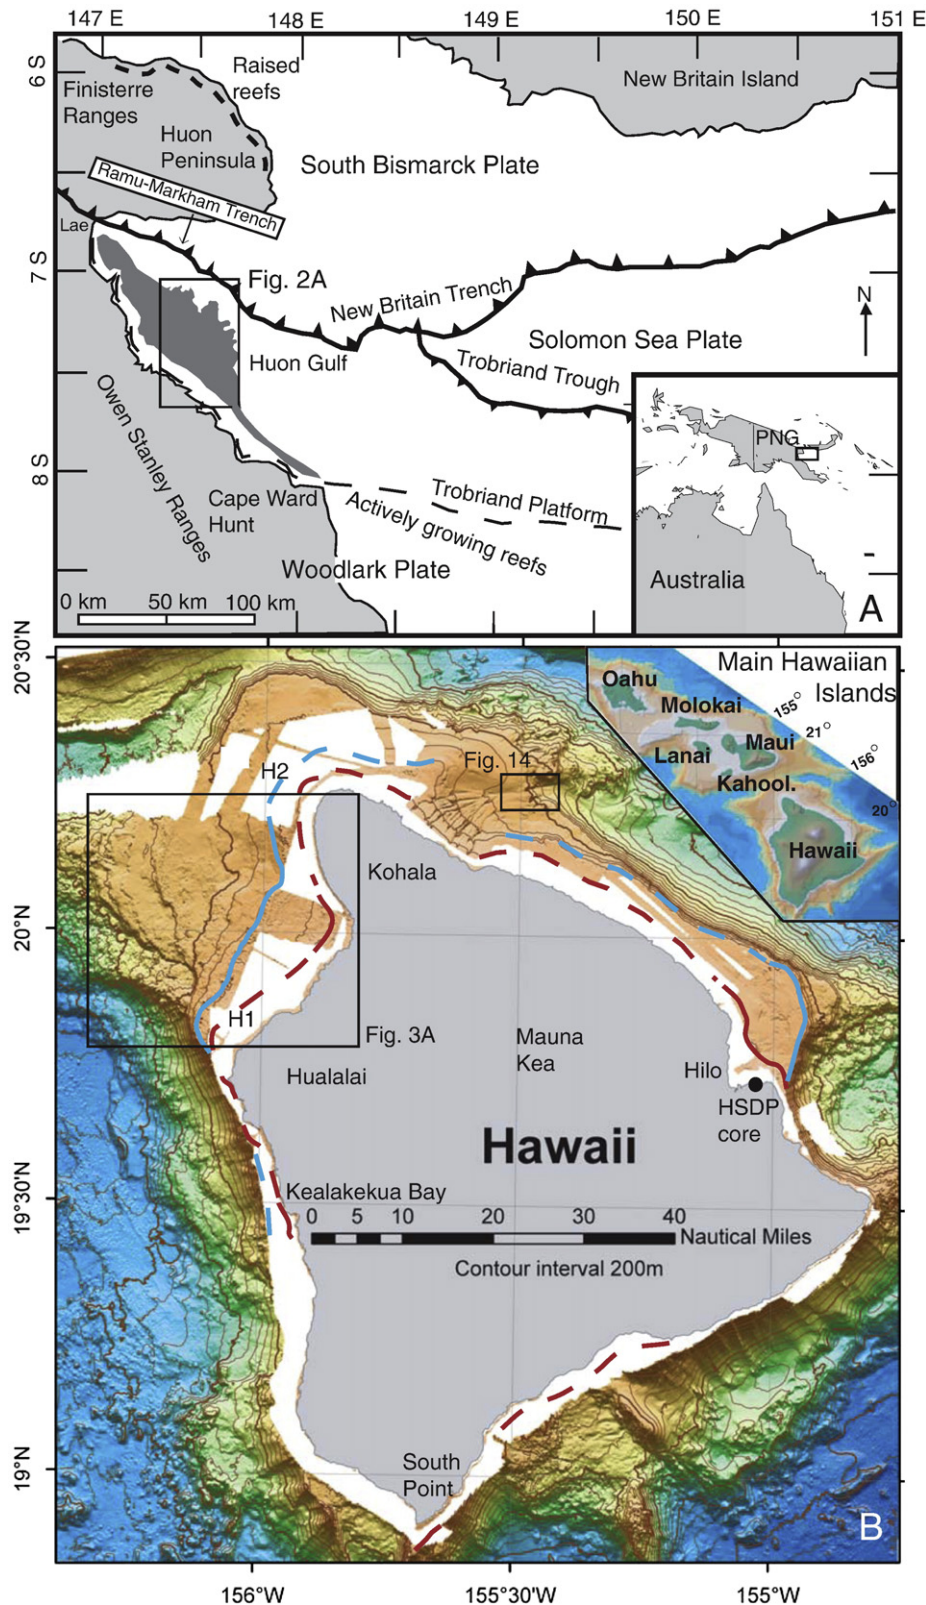 147 E
148 E
149 E
150 E
151 E
6 S
7 S
8 S
Finisterre
Ranges
Raised
reefs
Huon
Peninsula
New Britain Island
South Bismarck Plate
Ramu-Markham Trench
Lae
Fig. 2A
New Britain Trench
N
Huon Gulf
Solomon Sea Plate
Trobriand Trough
Owen Stanley Ranges
PNG
Cape Ward
Hunt
Trobriand Platform
Actively growing reefs
Woodlark Plate
Australia
0 km
50 km
100 km
A
20°30'N
20°N
19°30'N
19°N
Main Hawaiian
Islands
Oahu
Molokai
155°
21°
Maui
156°
Lanai
Kahool.
20°
Hawaii
H2
Fig. 14
Kohala
H1
Fig. 3A
Mauna
Kea
Hualalai
Hilo
HSDP
core
Hawaii
Kealakekua Bay
0
5
10
20
30
40
Nautical Miles
Contour interval 200m
South
Point
B
156°W
155°30'W
155°W